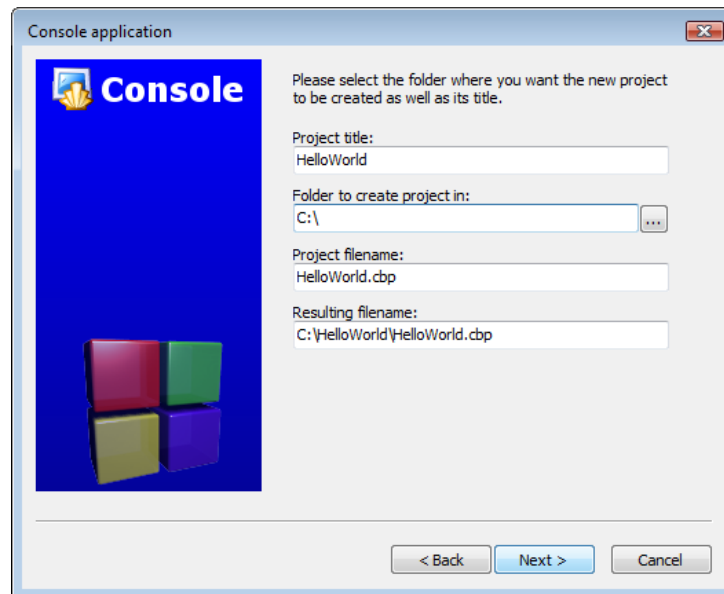 Console application
Console
Please select the folder where you want the new project
to be created as well as its title.
Project title:
HelloWorld
Folder to create project in:
C:\
...
Project filename:
HelloWorld.cbp
Resulting filename:
C:\HelloWorld\HelloWorld.cbp
< Back
Next >
Cancel